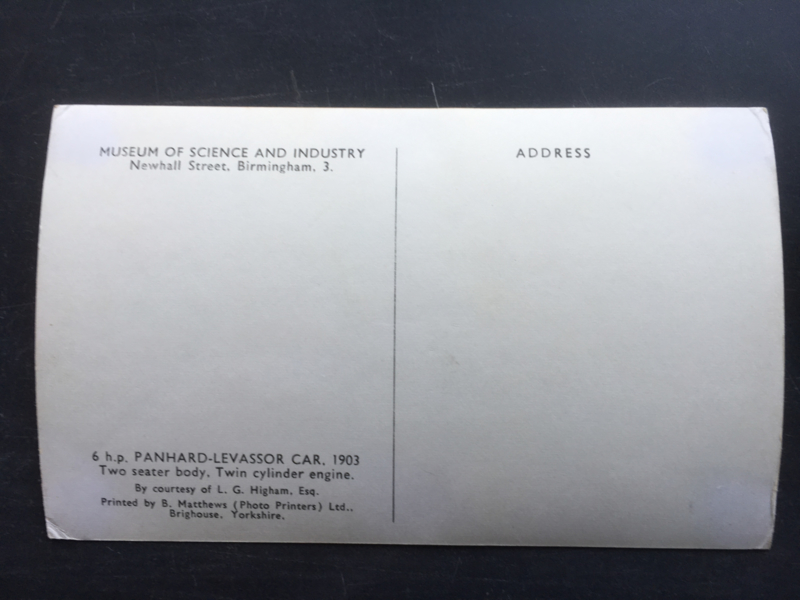 MUSEUM OF SCIENCE AND INDUSTRY
Newhall Street, Birmingham, 3.
ADDRESS
6 h.p. PANHARD-LEVASSOR CAR, 1903
Two seater body. Twin cylinder engine.
By courtesy of L. G. Higham, Esq.
Printed by B. Matthews (Photo Printers) Ltd.,
Brighouse, Yorkshire.